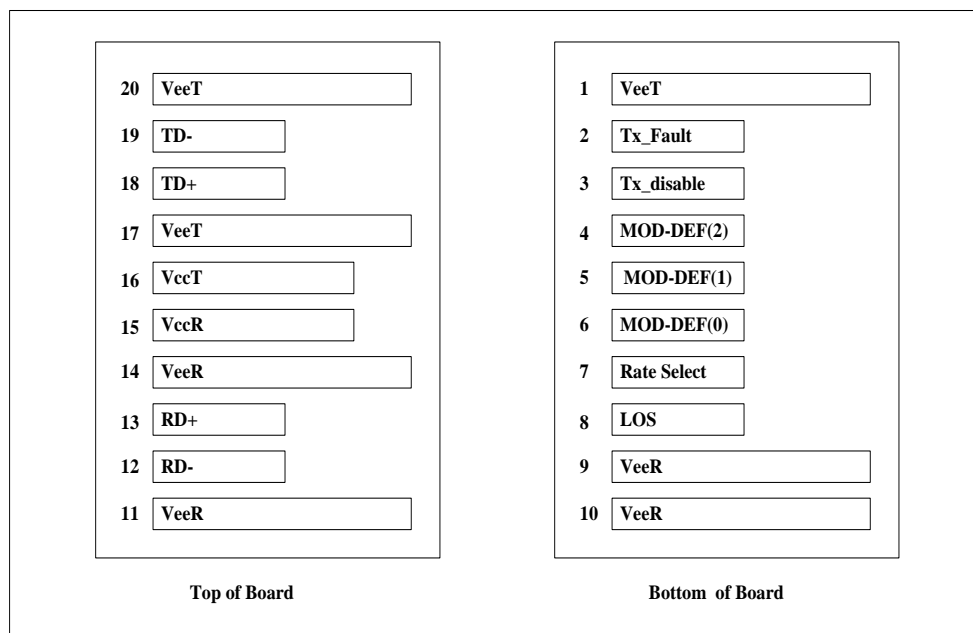 20 VeeT
19 TD-
18 TD+
17 VeeT
16 VccT
15 VccR
14 VeeR
13 RD+
12 RD-
11 VeeR
Top of Board
1 VeeT
2 Tx_Fault
3 Tx_disable
4 MOD-DEF(2)
5 MOD-DEF(1)
6 MOD-DEF(0)
7 Rate Select
8 LOS
9 VeeR
10 VeeR
Bottom of Board